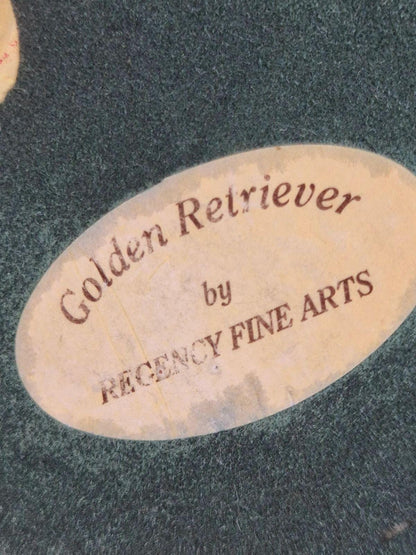 Golden Retriever
by
REGENCY FINE ARTS